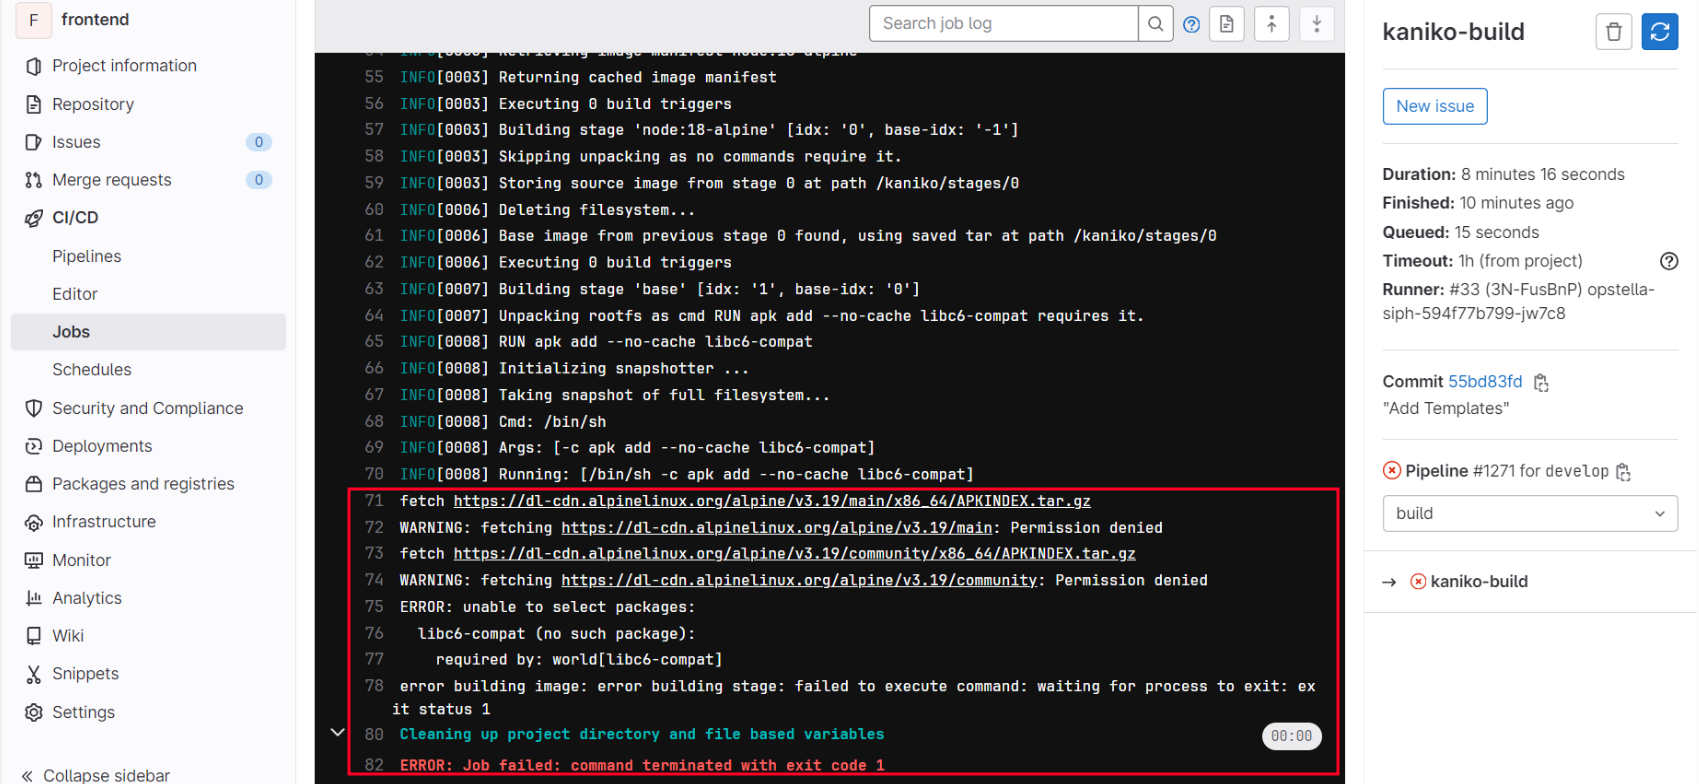 F frontend
Project information
Repository
Issues 0
Merge requests 0
CI/CD
Pipelines
Editor
Jobs
Schedules
Security and Compliance
Deployments
Packages and registries
Infrastructure
Monitor
Analytics
Wiki
Snippets
Settings
« Collapse sidebar
Search job log
54 INFO[0003] Retrieving image manifest node:18-alpine
55 INFO[0003] Returning cached image manifest
56 INFO[0003] Executing 0 build triggers
57 INFO[0003] Building stage 'node:18-alpine' [idx: '0', base-idx: '-1']
58 INFO[0003] Skipping unpacking as no commands require it.
59 INFO[0003] Storing source image from stage 0 at path /kaniko/stages/0
60 INFO[0006] Deleting filesystem...
61 INFO[0006] Base image from previous stage 0 found, using saved tar at path /kaniko/stages/0
62 INFO[0006] Executing 0 build triggers
63 INFO[0007] Building stage 'base' [idx: '1', base-idx: '0']
64 INFO[0007] Unpacking rootfs as cmd RUN apk add --no-cache libc6-compat requires it.
65 INFO[0008] RUN apk add --no-cache libc6-compat
66 INFO[0008] Initializing snapshotter ...
67 INFO[0008] Taking snapshot of full filesystem...
68 INFO[0008] Cmd: /bin/sh
69 INFO[0008] Args: [-c apk add --no-cache libc6-compat]
70 INFO[0008] Running: [/bin/sh -c apk add --no-cache libc6-compat]
71 fetch https://dl-cdn.alpinelinux.org/alpine/v3.19/main/x86_64/APKINDEX.tar.gz
72 WARNING: fetching https://dl-cdn.alpinelinux.org/alpine/v3.19/main: Permission denied
73 fetch https://dl-cdn.alpinelinux.org/alpine/v3.19/community/x86_64/APKINDEX.tar.gz
74 WARNING: fetching https://dl-cdn.alpinelinux.org/alpine/v3.19/community: Permission denied
75 ERROR: unable to select packages:
76 libc6-compat (no such package):
77 required by: world[libc6-compat]
78 error building image: error building stage: failed to execute command: waiting for process to exit: ex
it status 1
80 Cleaning up project directory and file based variables 00:00
82 ERROR: Job failed: command terminated with exit code 1
kaniko-build
New issue
Duration: 8 minutes 16 seconds
Finished: 10 minutes ago
Queued: 15 seconds
Timeout: 1h (from project)
Runner: #33 (3N-FusBnP) opstella-
siph-594f77b799-jw7c8
Commit 55bd83fd
"Add Templates"
Pipeline #1271 for develop
build
→ kaniko-build